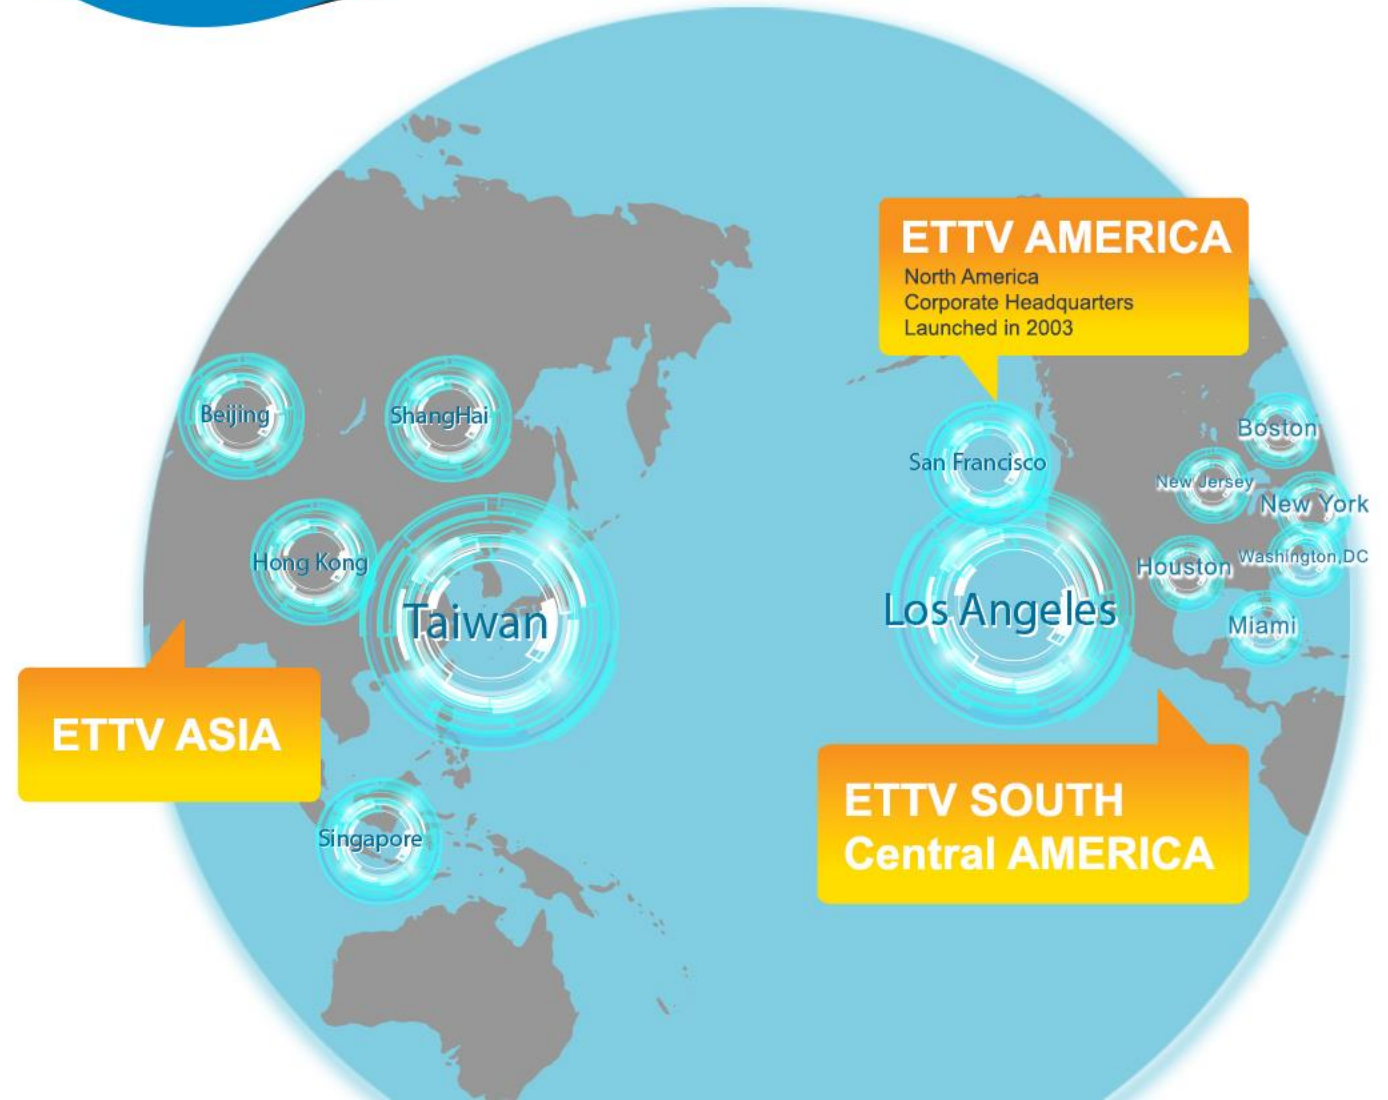 ETTV AMERICA
North America
Corporate Headquarters
Launched in 2003
Beijing
ShangHai
San Francisco
Boston
New Jersey
New York
Hong Kong
Houston
Washington,DC
Taiwan
Los Angeles
Miami
ETTV ASIA
ETTV SOUTH
Central AMERICA
Singapore